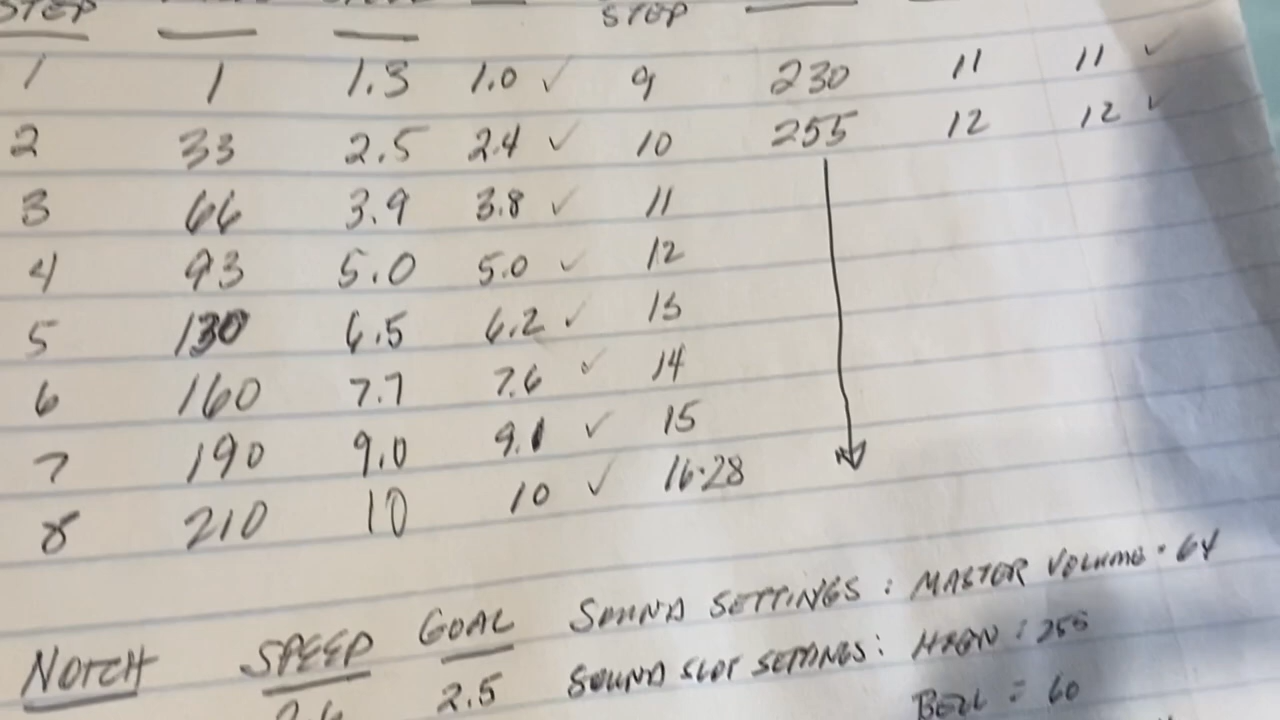 STEP STEP
1 1 1.3 1.0 ✓ 9 230 11 11 ✓
2 33 2.5 2.4 ✓ 10 255 12 12 ✓
3 66 3.9 3.8 ✓ 11
4 93 5.0 5.0 ✓ 12
5 130 6.5 6.2 ✓ 13
6 160 7.7 7.6 ✓ 14
7 190 9.0 9.1 ✓ 15
8 210 10 10 ✓ 16-28
NOTCH SPEED GOAL SOUND SETTINGS: MASTER VOLUME - 64
2.5 SOUND SLOT SETTINGS: HORN: 255
BELL = 60